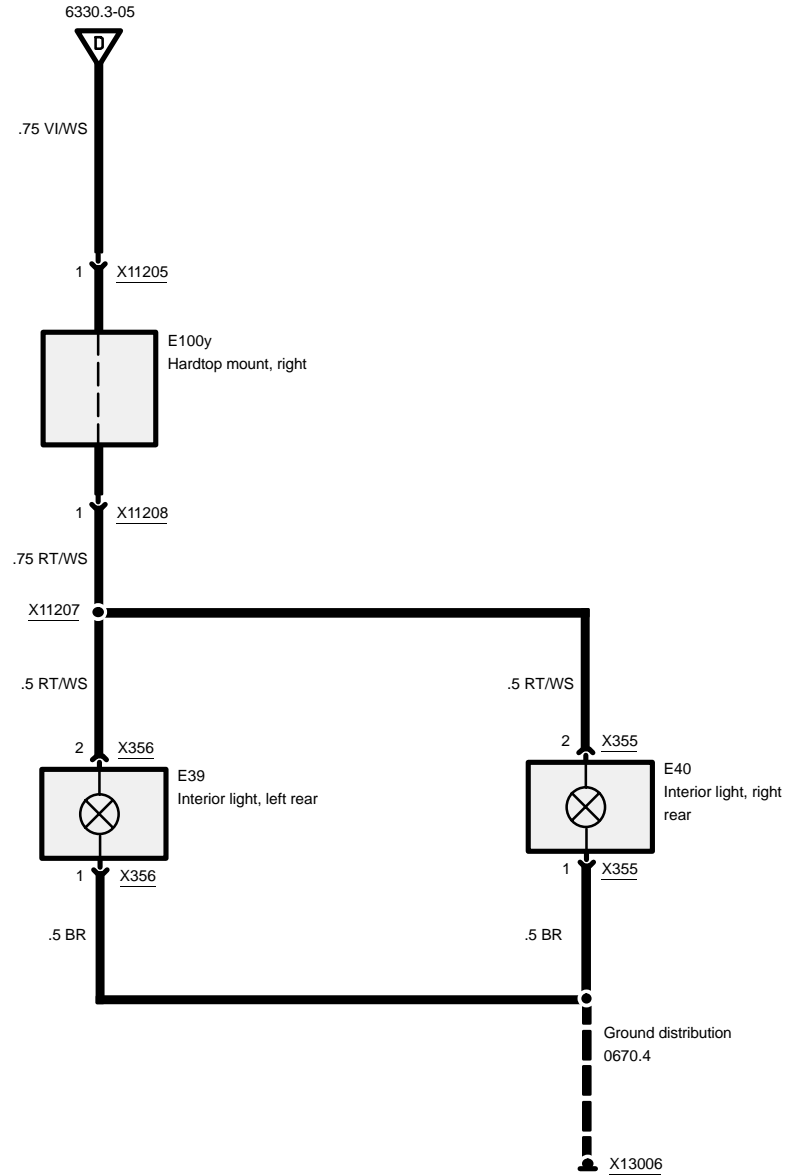 6330.3-05
D
.75 VI/WS
1 X11205
E100y
Hardtop mount, right
1 X11208
.75 RT/WS
X11207
.5 RT/WS
.5 RT/WS
2 X356
2 X355
E39
Interior light, left rear
E40
Interior light, right
rear
1 X356
1 X355
.5 BR
.5 BR
Ground distribution
0670.4
X13006